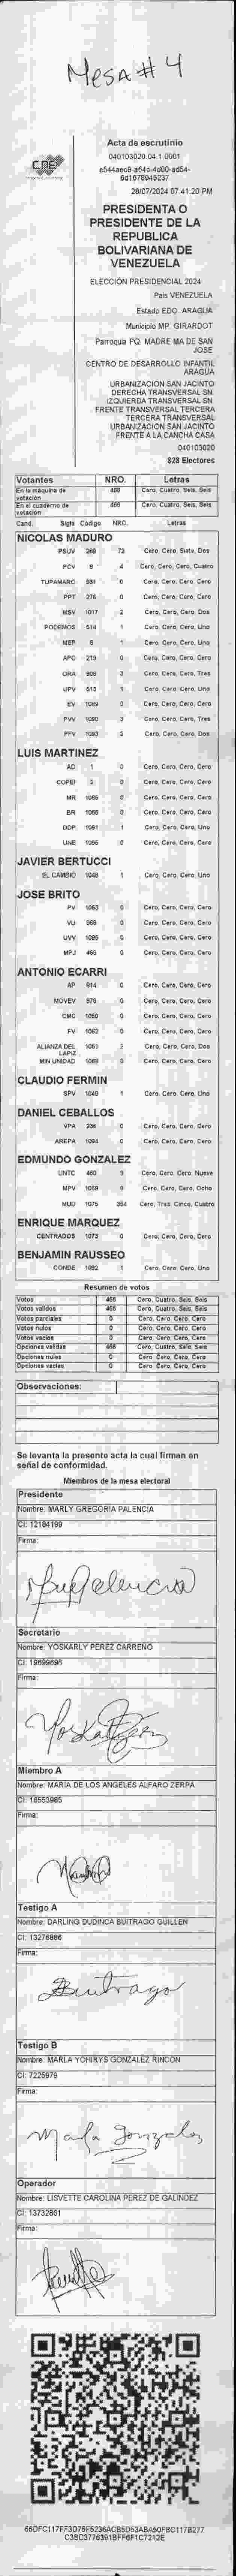 MESA # 4
Acta de escrutinio
040103020.04.1.0001
28/07/2024 07:41:20 PM
cne
PRESIDENTA O
PRESIDENTE DE LA
REPUBLICA
BOLIVARIANA DE
VENEZUELA
ELECCIÓN PRESIDENCIAL 2024
País VENEZUELA
Estado EDO. ARAGUA
Municipio MP. GIRARDOT
Parroquia PQ. MADRE MA DE SAN
JOSE
CENTRO DE DESARROLLO INFANTIL
ARAGUA
URBANIZACION SAN JACINTO
DERECHA TRANSVERSAL SN.
IZQUIERDA TRANSVERSAL SN.
FRENTE TRANSVERSAL TERCERA
TERCERA TRANSVERSAL
URBANIZACION SAN JACINTO
FRENTE A LA CANCHA CASA
040103020
828 Electores
Votantes NRO. Letras
En la máquina de votación 466 Cero, Cuatro, Seis, Seis
En el cuaderno de votación 466 Cero, Cuatro, Seis, Seis
Cand. Sigla Código NRO. Letras
NICOLAS MADURO
PSUV 269 72 Cero, Cero, Siete, Dos
PCV 9 4 Cero, Cero, Cero, Cuatro
TUPAMARO 931 0 Cero, Cero, Cero, Cero
PPT 275 0 Cero, Cero, Cero, Cero
MSV 1017 2 Cero, Cero, Cero, Dos
PODEMOS 514 1 Cero, Cero, Cero, Uno
MEP 6 1 Cero, Cero, Cero, Uno
APC 219 0 Cero, Cero, Cero, Cero
ORA 906 3 Cero, Cero, Cero, Tres
UPV 513 1 Cero, Cero, Cero, Uno
EV 1089 0 Cero, Cero, Cero, Cero
PVV 1090 3 Cero, Cero, Cero, Tres
PFV 1093 2 Cero, Cero, Cero, Dos
LUIS MARTINEZ
AD 1 0 Cero, Cero, Cero, Cero
COPEI 3 0 Cero, Cero, Cero, Cero
MR 1065 0 Cero, Cero, Cero, Cero
BR 1066 0 Cero, Cero, Cero, Cero
DDP 1091 1 Cero, Cero, Cero, Uno
UNE 1095 0 Cero, Cero, Cero, Cero
JAVIER BERTUCCI
EL CAMBIO 1048 1 Cero, Cero, Cero, Uno
JOSE BRITO
PV 1063 0 Cero, Cero, Cero, Cero
VU 968 0 Cero, Cero, Cero, Cero
UVV 1096 0 Cero, Cero, Cero, Cero
MPJ 468 0 Cero, Cero, Cero, Cero
ANTONIO ECARRI
AP 914 0 Cero, Cero, Cero, Cero
MOVEV 979 0 Cero, Cero, Cero, Cero
CMC 1050 0 Cero, Cero, Cero, Cero
FV 1062 0 Cero, Cero, Cero, Cero
ALIANZA DEL LAPIZ 1051 2 Cero, Cero, Cero, Dos
MIN UNIDAD 1068 0 Cero, Cero, Cero, Cero
CLAUDIO FERMIN
SPV 1049 1 Cero, Cero, Cero, Uno
DANIEL CEBALLOS
VPA 236 0 Cero, Cero, Cero, Cero
AREPA 1094 0 Cero, Cero, Cero, Cero
EDMUNDO GONZALEZ
UNTC 460 9 Cero, Cero, Cero, Nueve
MPV 1069 8 Cero, Cero, Cero, Ocho
MUD 1075 354 Cero, Tres, Cinco, Cuatro
ENRIQUE MARQUEZ
CENTRADOS 1073 0 Cero, Cero, Cero, Cero
BENJAMIN RAUSSEO
CONDE 1092 1 Cero, Cero, Cero, Uno
Resumen de votos
Votos 466 Cero, Cuatro, Seis, Seis
Votos validos 466 Cero, Cuatro, Seis, Seis
Votos parciales 0 Cero, Cero, Cero, Cero
Votos nulos 0 Cero, Cero, Cero, Cero
Votos vacios 0 Cero, Cero, Cero, Cero
Opciones validas 466 Cero, Cuatro, Seis, Seis
Opciones nulas 0 Cero, Cero, Cero, Cero
Opciones vacias 0 Cero, Cero, Cero, Cero
Observaciones:
Se levanta la presente acta la cual firman en
señal de conformidad.
Miembros de la mesa electoral
Presidente
Nombre: MARLY GREGORIA PALENCIA
CI: 12184199
Firma:
Secretario
Nombre: YOSKARLY PEREZ CARREÑO
CI: 19699696
Firma:
Miembro A
Nombre: MARIA DE LOS ANGELES ALFARO ZERPA
CI: 16553985
Firma:
Testigo A
Nombre: DARLING DUDINCA BUITRAGO GUILLEN
CI: 13276886
Firma:
Buitrago
Testigo B
Nombre: MARLA YOHIRYS GONZALEZ RINCON
CI: 7225979
Firma:
Marla Gonzalez
Operador
Nombre: LISVETTE CAROLINA PEREZ DE GALINDEZ
CI: 13732861
Firma: